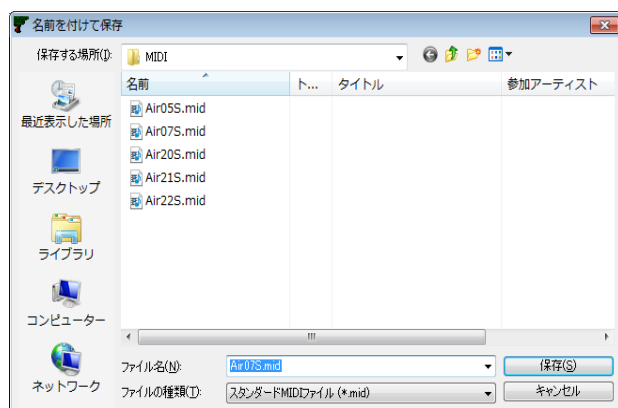 名前を付けて保存
保存する場所(I):
MIDI
名前
ト...
タイトル
参加アーティスト
最近表示した場所
デスクトップ
ライブラリ
コンピューター
ネットワーク
Air05S.mid
Air07S.mid
Air20S.mid
Air21S.mid
Air22S.mid
ファイル名(N):
Air07S.mid
保存(S)
ファイルの種類(T):
スタンダードMIDIファイル (*.mid)
キャンセル